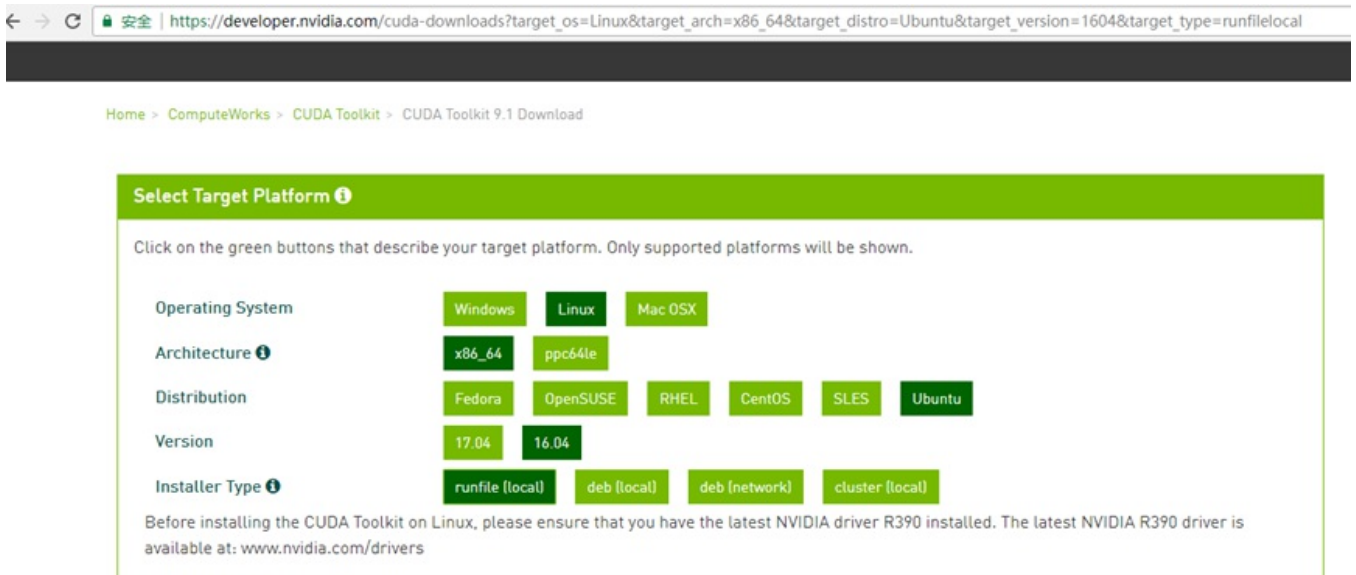 安全 | https://developer.nvidia.com/cuda-downloads?target_os=Linux&target_arch=x86_64&target_distro=Ubuntu&target_version=1604&target_type=runfilelocal
Home > ComputeWorks > CUDA Toolkit > CUDA Toolkit 9.1 Download
Select Target Platform
Click on the green buttons that describe your target platform. Only supported platforms will be shown.
Operating System Windows Linux Mac OSX
Architecture x86_64 ppc64le
Distribution Fedora OpenSUSE RHEL CentOS SLES Ubuntu
Version 17.04 16.04
Installer Type runfile (local) deb (local) deb (network) cluster (local)
Before installing the CUDA Toolkit on Linux, please ensure that you have the latest NVIDIA driver R390 installed. The latest NVIDIA R390 driver is
available at: www.nvidia.com/drivers